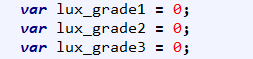 var lux_grade1 = 0;
var lux_grade2 = 0;
var lux_grade3 = 0;